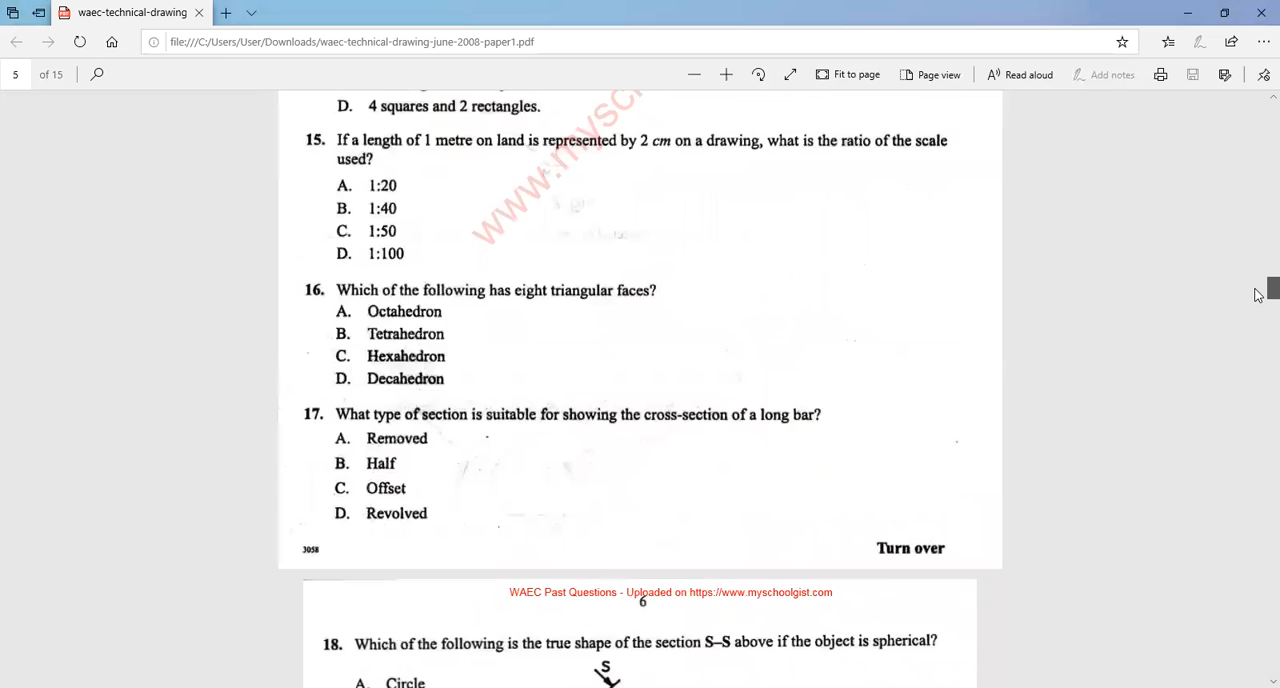 waec-technical-drawing
file:///C:/Users/User/Downloads/waec-technical-drawing-june-2008-paper1.pdf
5 of 15
Fit to page
Page view
Read aloud
Add notes
D. 4 squares and 2 rectangles.
www.mysc
15. If a length of 1 metre on land is represented by 2 cm on a drawing, what is the ratio of the scale
used?
A. 1:20
B. 1:40
C. 1:50
D. 1:100
16. Which of the following has eight triangular faces?
A. Octahedron
B. Tetrahedron
C. Hexahedron
D. Decahedron
17. What type of section is suitable for showing the cross-section of a long bar?
A. Removed
B. Half
C. Offset
D. Revolved
3058
Turn over
WAEC Past Questions - Uploaded on https://www.myschoolgist.com
6
18. Which of the following is the true shape of the section S–S above if the object is spherical?
S
A. Circle